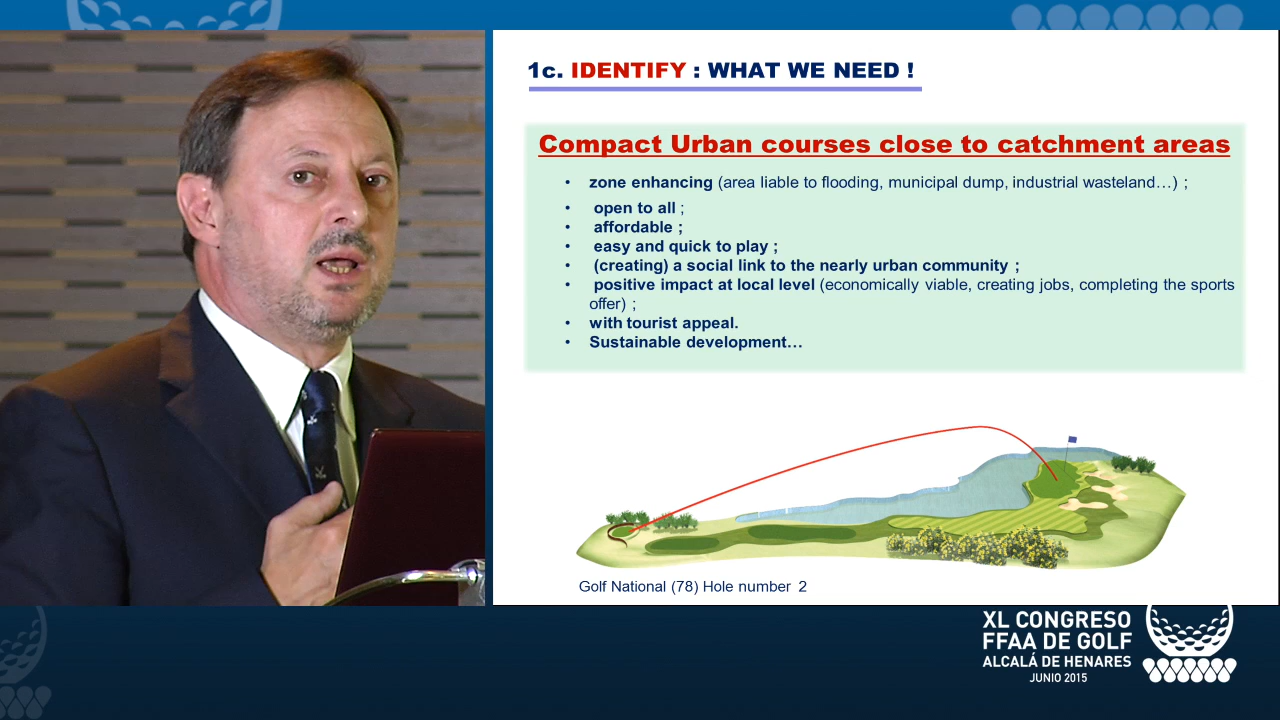 1c. IDENTIFY : WHAT WE NEED !
Compact Urban courses close to catchment areas
• zone enhancing (area liable to flooding, municipal dump, industrial wasteland…) ;
• open to all ;
• affordable ;
• easy and quick to play ;
• (creating) a social link to the nearly urban community ;
• positive impact at local level (economically viable, creating jobs, completing the sports
offer) ;
• with tourist appeal.
• Sustainable development…
Golf National (78) Hole number 2
XL CONGRESO
FFAA DE GOLF
ALCALÁ DE HENARES
JUNIO 2015